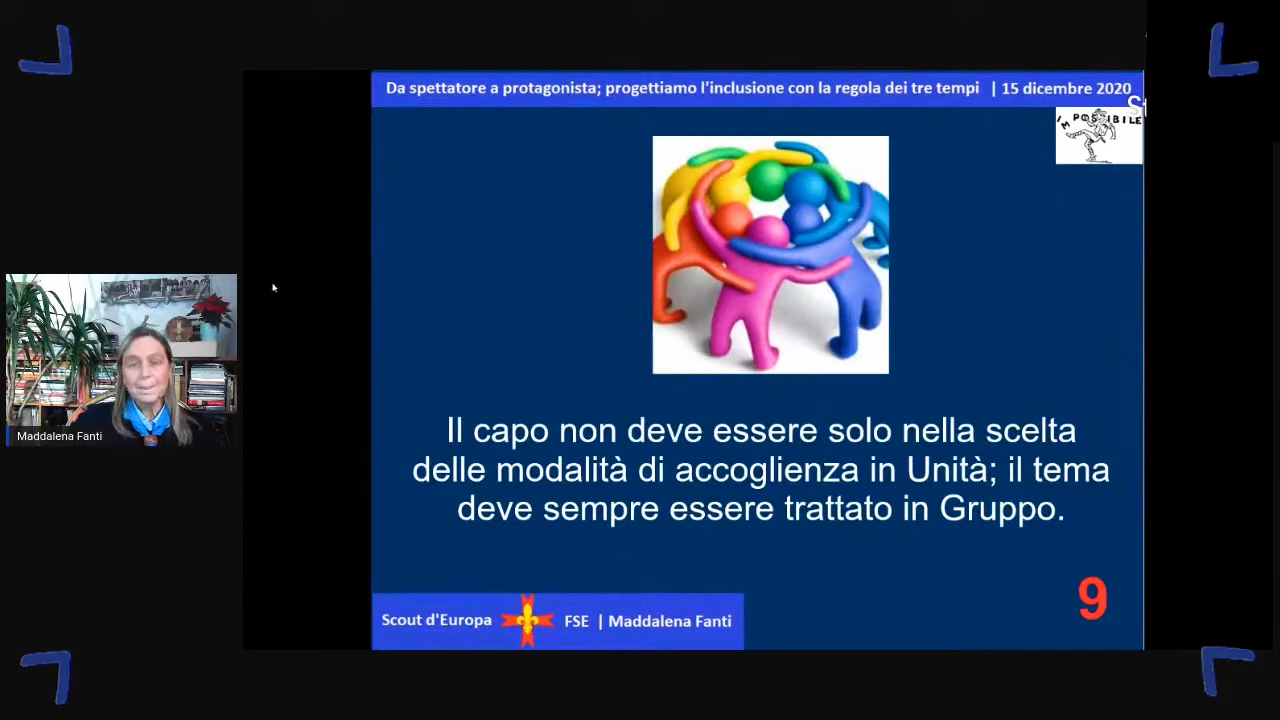 Da spettatore a protagonista; progettiamo l'inclusione con la regola dei tre tempi | 15 dicembre 2020
IMPOSSIBILE
Il capo non deve essere solo nella scelta
delle modalità di accoglienza in Unità; il tema
deve sempre essere trattato in Gruppo.
Maddalena Fanti
9
Scout d'Europa FSE | Maddalena Fanti